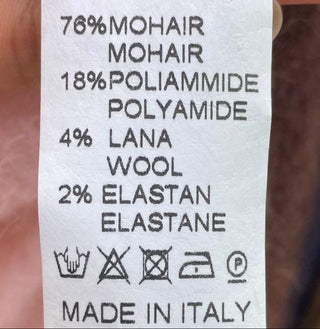 76% MOHAIR
MOHAIR
18% POLIAMMIDE
POLYAMIDE
4% LANA
WOOL
2% ELASTAN
ELASTANE
P
MADE IN ITALY